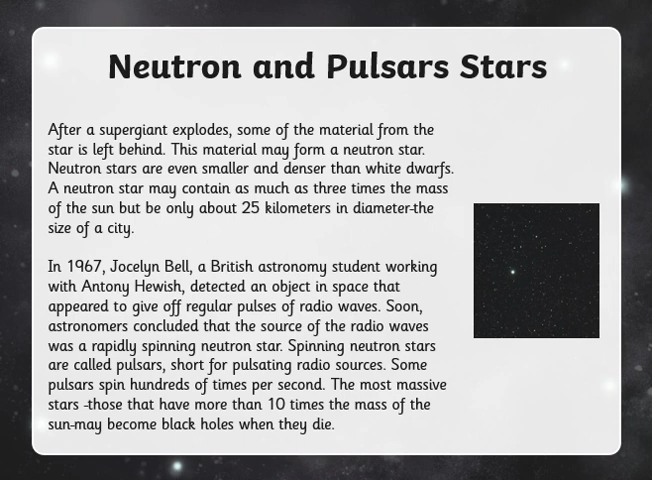 Neutron and Pulsars Stars
After a supergiant explodes, some of the material from the
star is left behind. This material may form a neutron star.
Neutron stars are even smaller and denser than white dwarfs.
A neutron star may contain as much as three times the mass
of the sun but be only about 25 kilometers in diameter-the
size of a city.
In 1967, Jocelyn Bell, a British astronomy student working
with Antony Hewish, detected an object in space that
appeared to give off regular pulses of radio waves. Soon,
astronomers concluded that the source of the radio waves
was a rapidly spinning neutron star. Spinning neutron stars
are called pulsars, short for pulsating radio sources. Some
pulsars spin hundreds of times per second. The most massive
stars -those that have more than 10 times the mass of the
sun-may become black holes when they die.